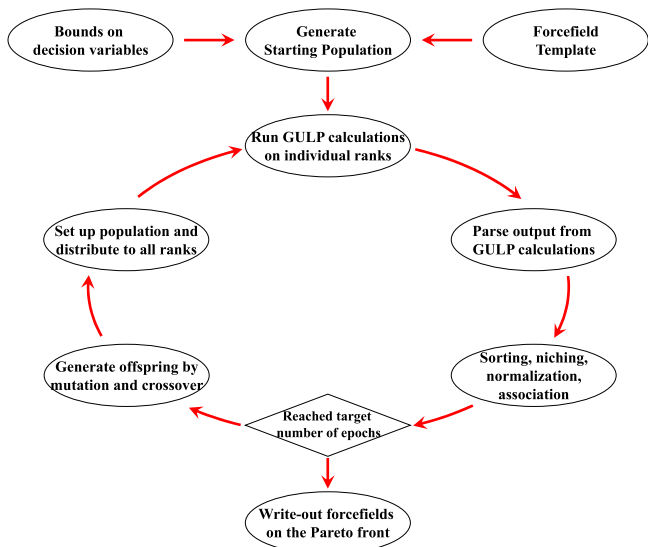 Bounds on
decision variables
Generate
Starting Population
Forcefield
Template
Run GULP calculations
on individual ranks
Set up population and
distribute to all ranks
Parse output from
GULP calculations
Generate offspring by
mutation and crossover
Sorting, niching,
normalization,
association
Reached target
number of epochs
Write-out forcefields
on the Pareto front